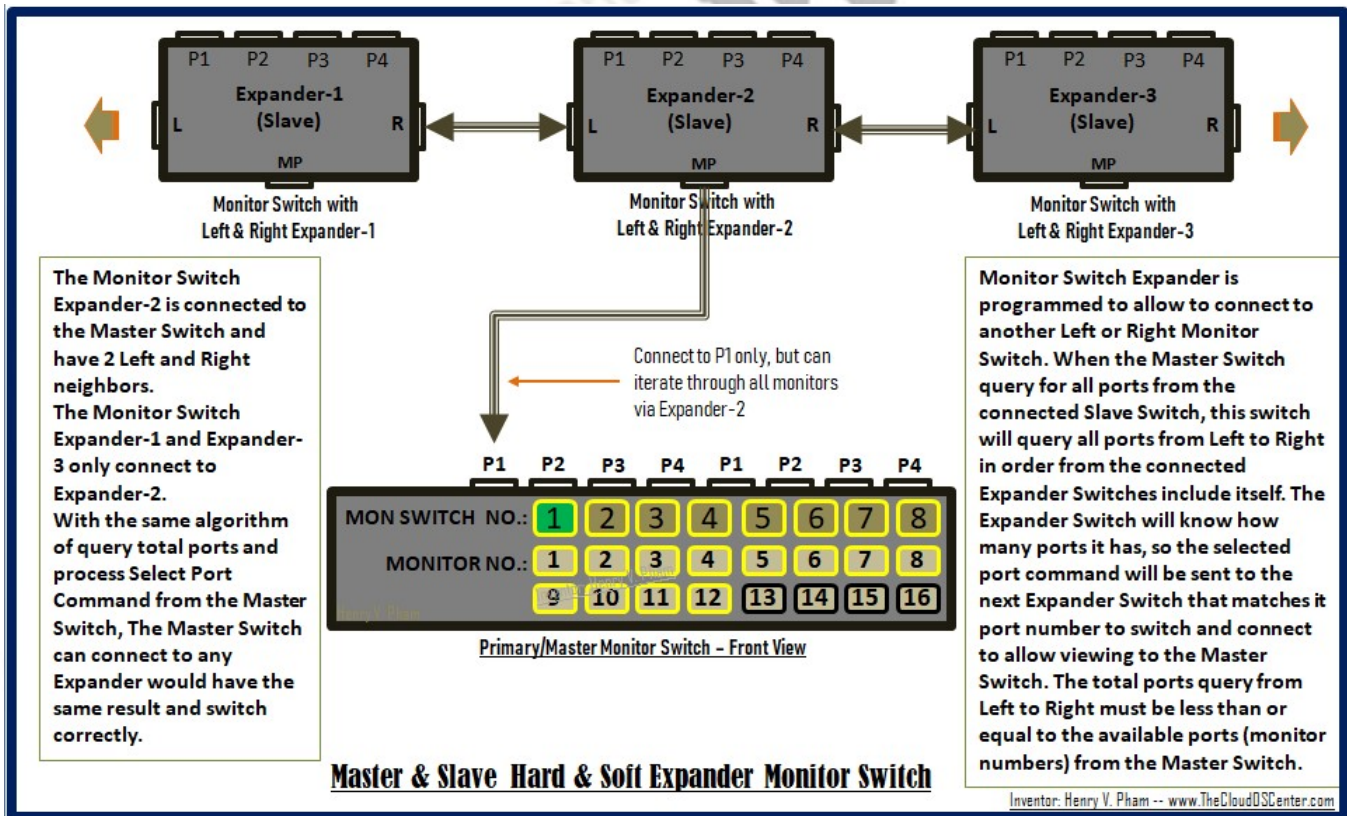 P1 P2 P3 P4
Expander-1
(Slave)
L R
MP
Monitor Switch with
Left & Right Expander-1
P1 P2 P3 P4
Expander-2
(Slave)
L R
MP
Monitor Switch with
Left & Right Expander-2
P1 P2 P3 P4
Expander-3
(Slave)
L R
MP
Monitor Switch with
Left & Right Expander-3
The Monitor Switch
Expander-2 is connected to
the Master Switch and
have 2 Left and Right
neighbors.
The Monitor Switch
Expander-1 and Expander-
3 only connect to
Expander-2.
With the same algorithm
of query total ports and
process Select Port
Command from the Master
Switch, The Master Switch
can connect to any
Expander would have the
same result and switch
correctly.
Connect to P1 only, but can
iterate through all monitors
via Expander-2
Monitor Switch Expander is
programmed to allow to connect to
another Left or Right Monitor
Switch. When the Master Switch
query for all ports from the
connected Slave Switch, this switch
will query all ports from Left to Right
in order from the connected
Expander Switches include itself. The
Expander Switch will know how
many ports it has, so the selected
port command will be sent to the
next Expander Switch that matches it
port number to switch and connect
to allow viewing to the Master
Switch. The total ports query from
Left to Right must be less than or
equal to the available ports (monitor
numbers) from the Master Switch.
P1 P2 P3 P4 P1 P2 P3 P4
MON SWITCH NO.: 1 2 3 4 5 6 7 8
MONITOR NO.: 1 2 3 4 5 6 7 8
9 10 11 12 13 14 15 16
Inventor: Henry V. Pham
Henry V. Pham
Primary/Master Monitor Switch – Front View
Master & Slave Hard & Soft Expander Monitor Switch
Inventor: Henry V. Pham -- www.TheCloudOSCenter.com